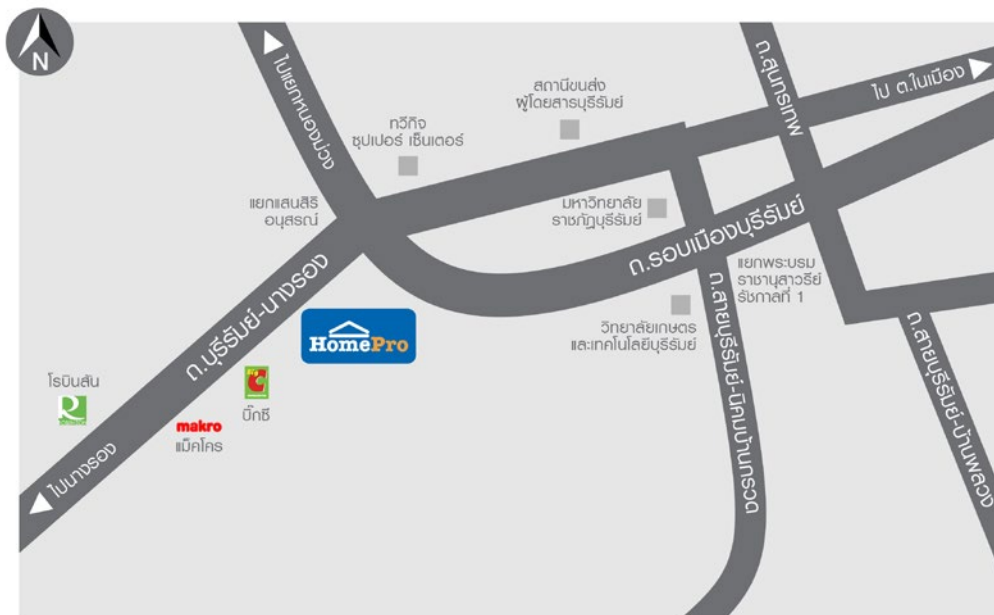 N
ไปแยกหนองม่วง
ถ.สุนทรเทพ
ไป ต.ในเมือง
สถานีขนส่ง
ผู้โดยสารบุรีรัมย์
ทวีกิจ
ซุปเปอร์ เซ็นเตอร์
แยกแสนสิริ
อนุสรณ์
มหาวิทยาลัย
ราชภัฏบุรีรัมย์
ถ.รอบเมืองบุรีรัมย์
แยกพระบรม
ราชานุสาวรีย์
รัชกาลที่ 1
วิทยาลัยเกษตร
และเทคโนโลยีบุรีรัมย์
ถ.สายบุรีรัมย์-นิคมบ้านกรวด
ถ.สายบุรีรัมย์-บ้านพลวง
ถ.บุรีรัมย์-นางรอง
HomePro
โรบินสัน
R
Big
C
บิ๊กซี
makro
แม็คโคร
ไปนางรอง